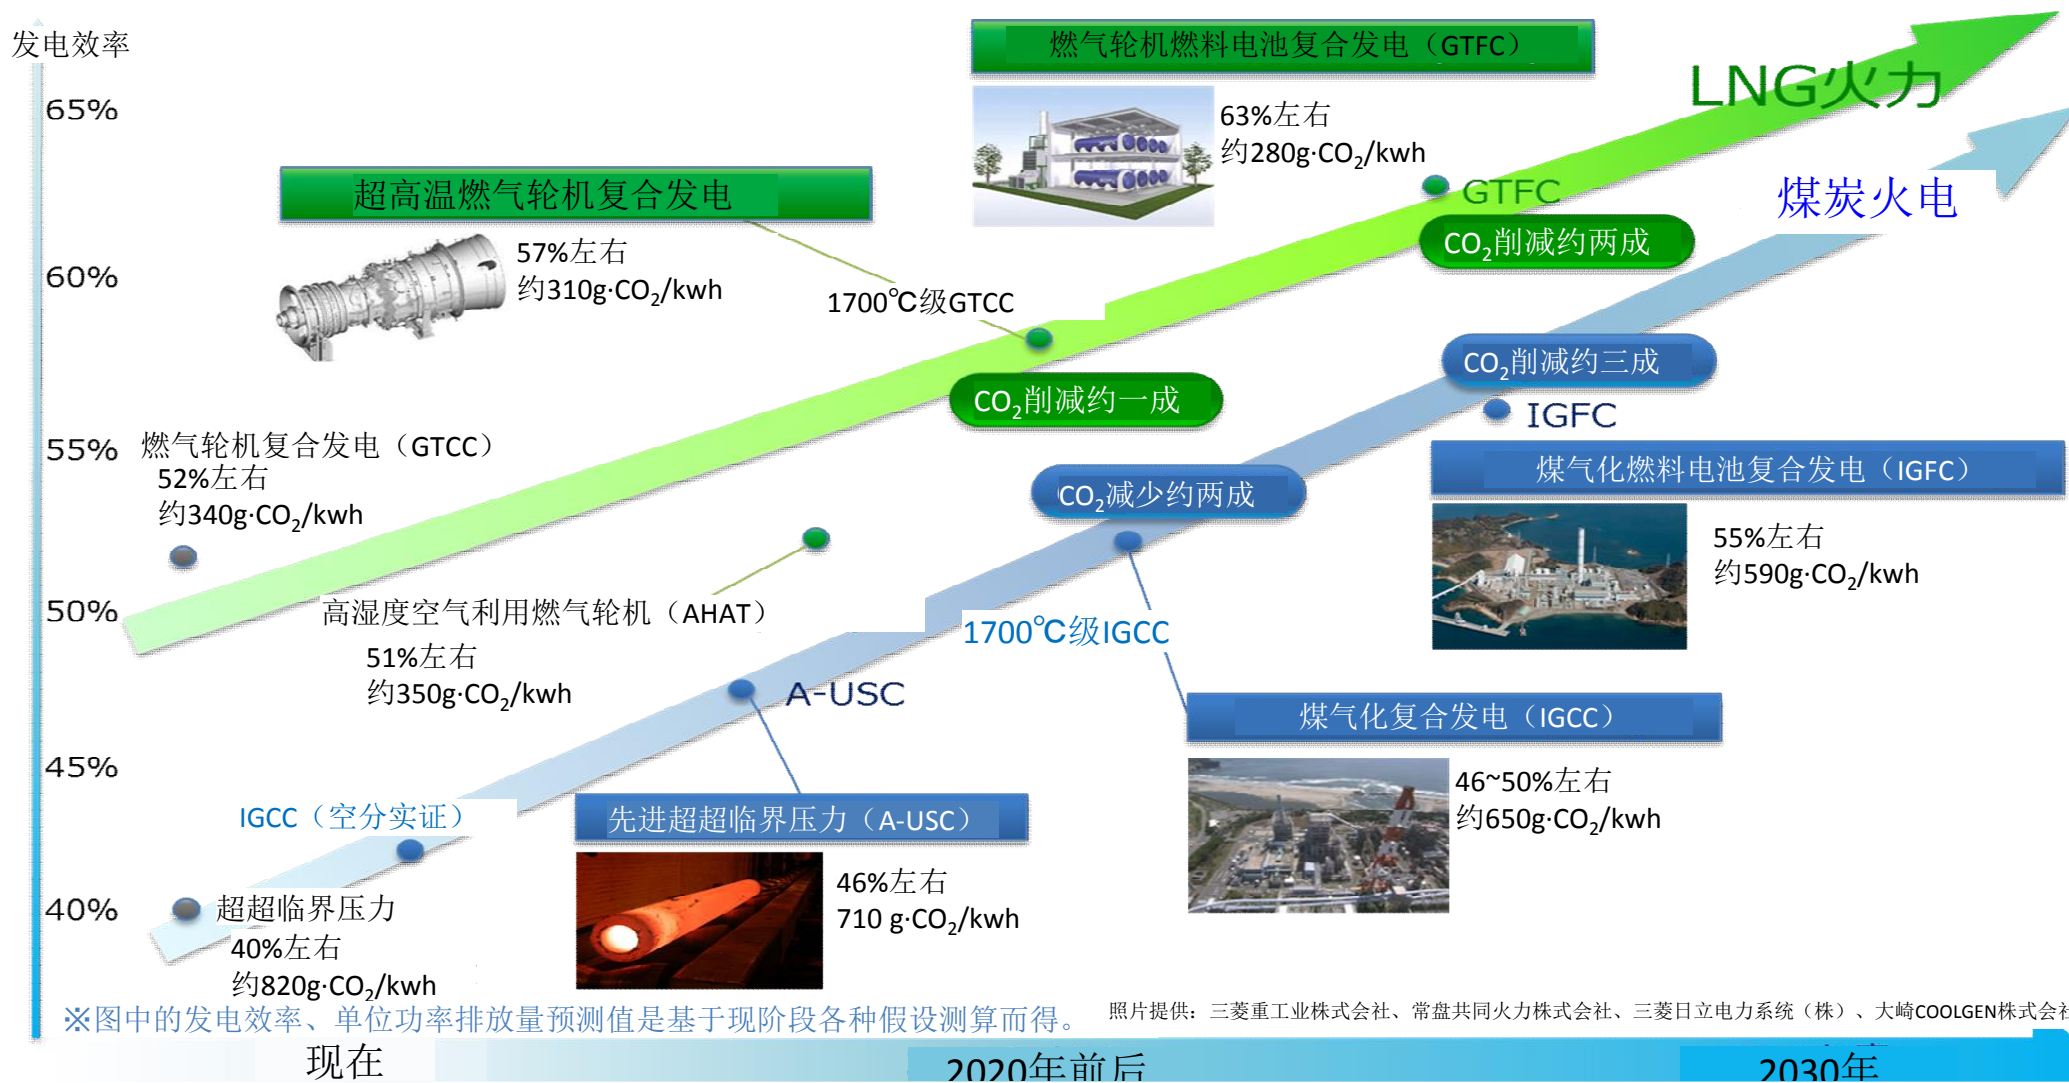 发电效率
65%
60%
55%
50%
45%
40%
燃气轮机燃料电池复合发电（GTFC）
63%左右
约280g·CO₂/kwh
LNG火力
GTFC
CO₂削减约两成
煤炭火电
超高温燃气轮机复合发电
57%左右
约310g·CO₂/kwh
1700℃级GTCC
CO₂削减约一成
CO₂削减约三成
IGFC
煤气化燃料电池复合发电（IGFC）
55%左右
约590g·CO₂/kwh
燃气轮机复合发电（GTCC）
52%左右
约340g·CO₂/kwh
CO₂减少约两成
高湿度空气利用燃气轮机（AHAT）
51%左右
约350g·CO₂/kwh
1700℃级IGCC
A-USC
煤气化复合发电（IGCC）
46~50%左右
约650g·CO₂/kwh
IGCC（空分实证）
先进超超临界压力（A-USC）
46%左右
710 g·CO₂/kwh
超超临界压力
40%左右
约820g·CO₂/kwh
※图中的发电效率、单位功率排放量预测值是基于现阶段各种假设测算而得。
照片提供：三菱重工业株式会社、常盘共同火力株式会社、三菱日立电力系统（株）、大崎COOLGEN株式会社
现在
2020年前后
2030年